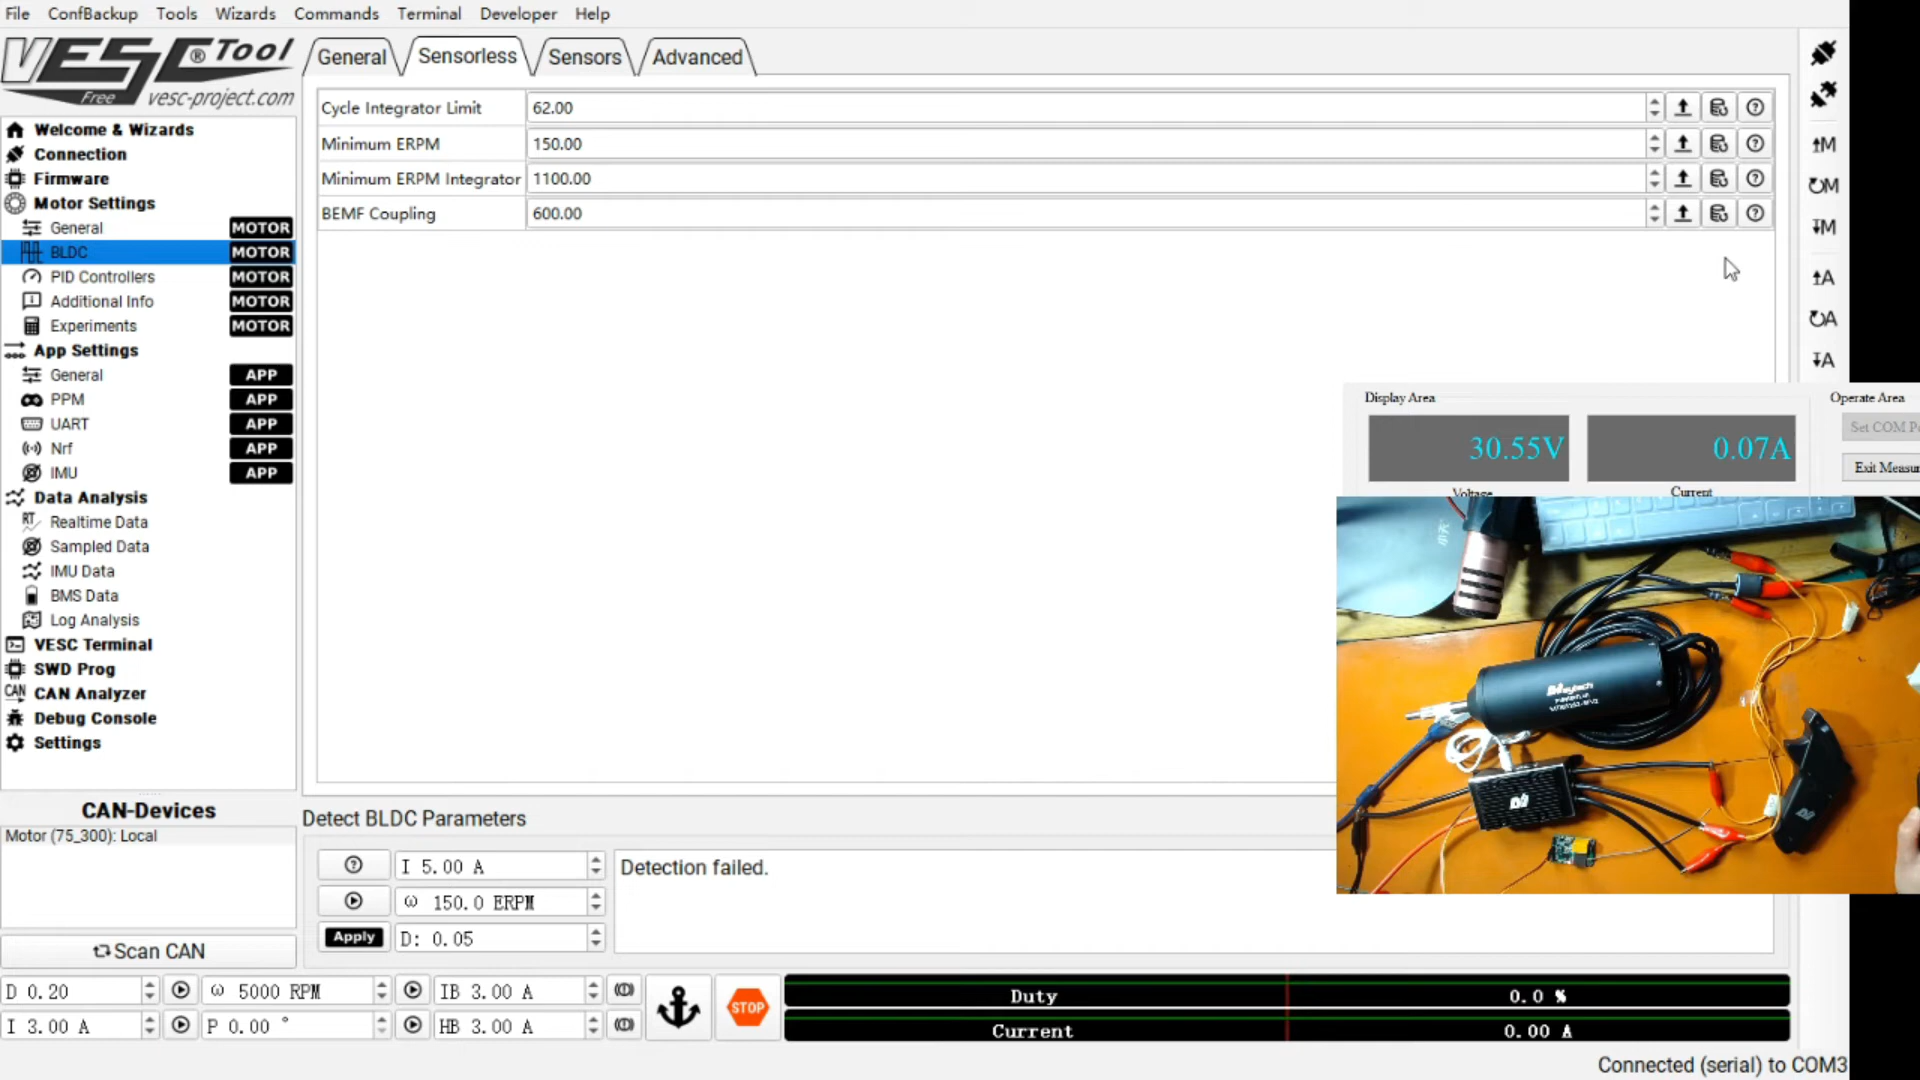 File ConfBackup Tools Wizards Commands Terminal Developer Help
VESC® Tool
Free vesc-project.com
General Sensorless Sensors Advanced
Cycle Integrator Limit 62.00
Minimum ERPM 150.00
Minimum ERPM Integrator 1100.00
BEMF Coupling 600.00
Welcome & Wizards
Connection
Firmware
Motor Settings
General MOTOR
BLDC MOTOR
PID Controllers MOTOR
Additional Info MOTOR
Experiments MOTOR
App Settings
General APP
PPM APP
UART APP
Nrf APP
IMU APP
Data Analysis
RT Realtime Data
Sampled Data
IMU Data
BMS Data
Log Analysis
VESC Terminal
SWD Prog
CAN CAN Analyzer
Debug Console
Settings
M
M
M
A
A
A
Display Area Operate Area
30.55V 0.07A Set COM
Exit Measur
Voltage Current
CAN-Devices
Motor (75_300): Local
Scan CAN
Detect BLDC Parameters
I 5.00 A
ω 150.0 ERPM
Apply D: 0.05
Detection failed.
D 0.20 ω 5000 RPM IB 3.00 A
I 3.00 A P 0.00 ° HB 3.00 A
STOP
Duty 0.0 %
Current 0.00 A
Connected (serial) to COM3